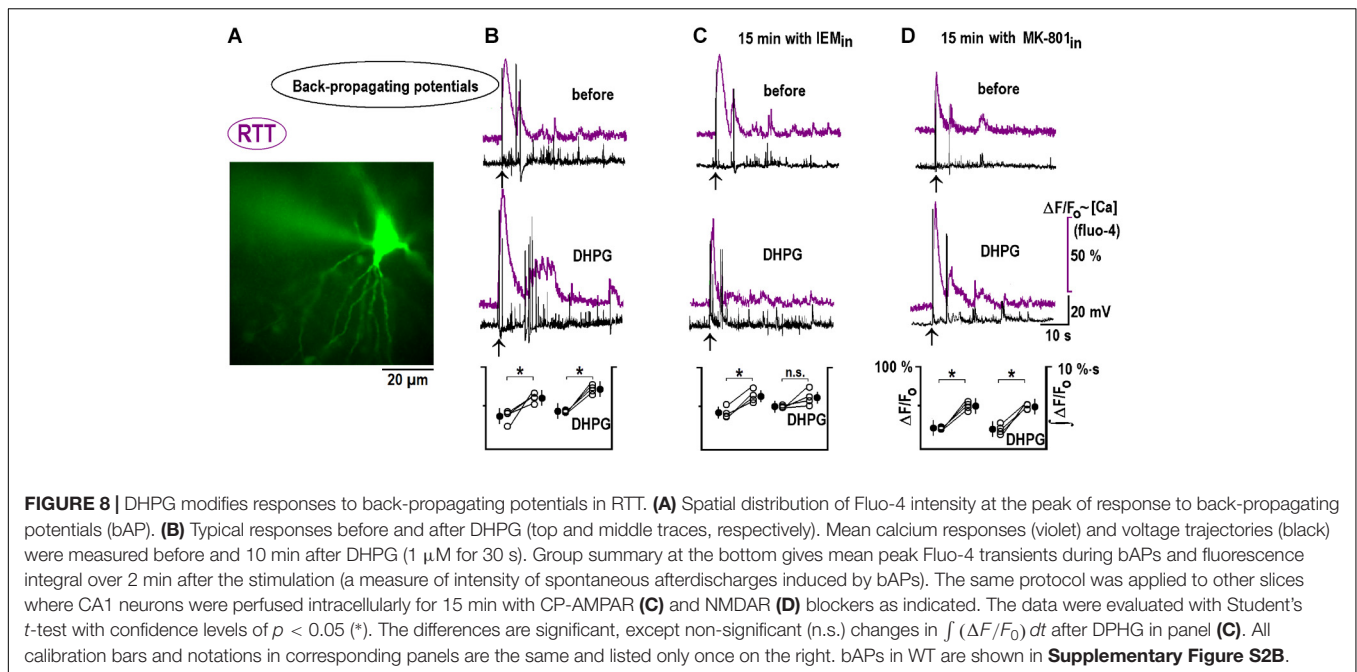 A
B
C
15 min with IEMin
D
15 min with MK-801in
Back-propagating potentials
before
before
before
RTT
ΔF/Fo~[Ca]
(fluo-4)
50 %
DHPG
DHPG
DHPG
20 mV
10 s
20 µm
* *
* n.s.
100 % * * 10 %·s
ΔF/Fo
∫ΔF/Fo
DHPG
DHPG
DHPG
FIGURE 8 | DHPG modifies responses to back-propagating potentials in RTT. (A) Spatial distribution of Fluo-4 intensity at the peak of response to back-propagating
potentials (bAP). (B) Typical responses before and after DHPG (top and middle traces, respectively). Mean calcium responses (violet) and voltage trajectories (black)
were measured before and 10 min after DHPG (1 µM for 30 s). Group summary at the bottom gives mean peak Fluo-4 transients during bAPs and fluorescence
integral over 2 min after the stimulation (a measure of intensity of spontaneous afterdischarges induced by bAPs). The same protocol was applied to other slices
where CA1 neurons were perfused intracellularly for 15 min with CP-AMPAR (C) and NMDAR (D) blockers as indicated. The data were evaluated with Student's
t-test with confidence levels of p < 0.05 (*). The differences are significant, except non-significant (n.s.) changes in ∫ (ΔF/F0) dt after DPHG in panel (C). All
calibration bars and notations in corresponding panels are the same and listed only once on the right. bAPs in WT are shown in Supplementary Figure S2B.